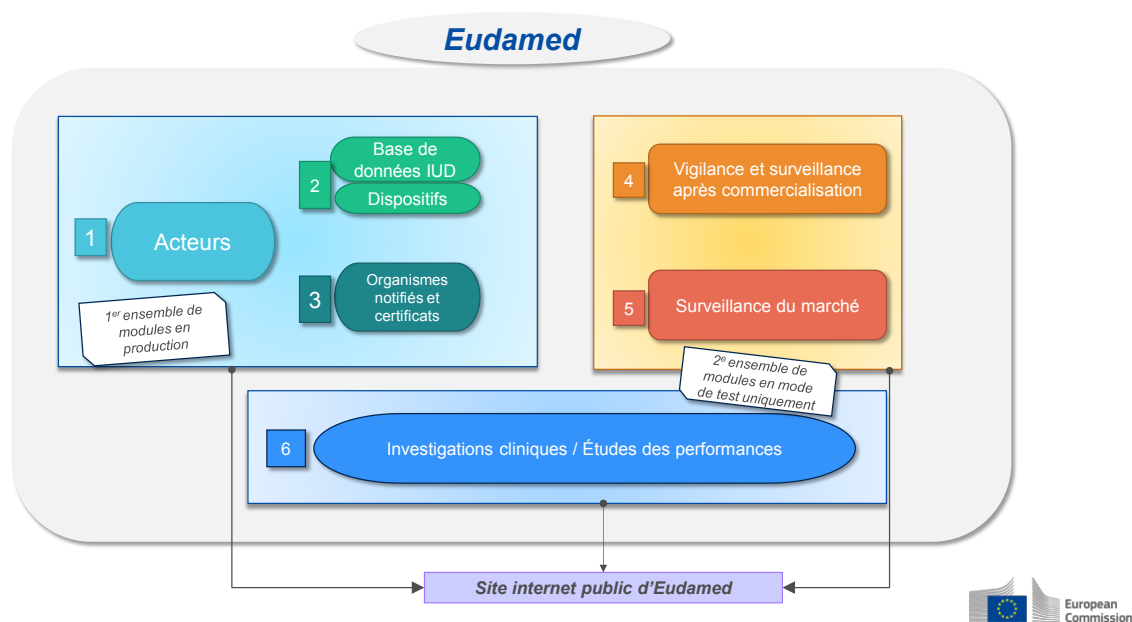 Eudamed
1
Acteurs
1er ensemble de
modules en
production
2
Base de
données IUD
Dispositifs
3
Organismes
notifiés et
certificats
4
Vigilance et surveillance
après commercialisation
5
Surveillance du marché
2e ensemble de
modules en mode
de test uniquement
6
Investigations cliniques / Études des performances
Site internet public d’Eudamed
European
Commission